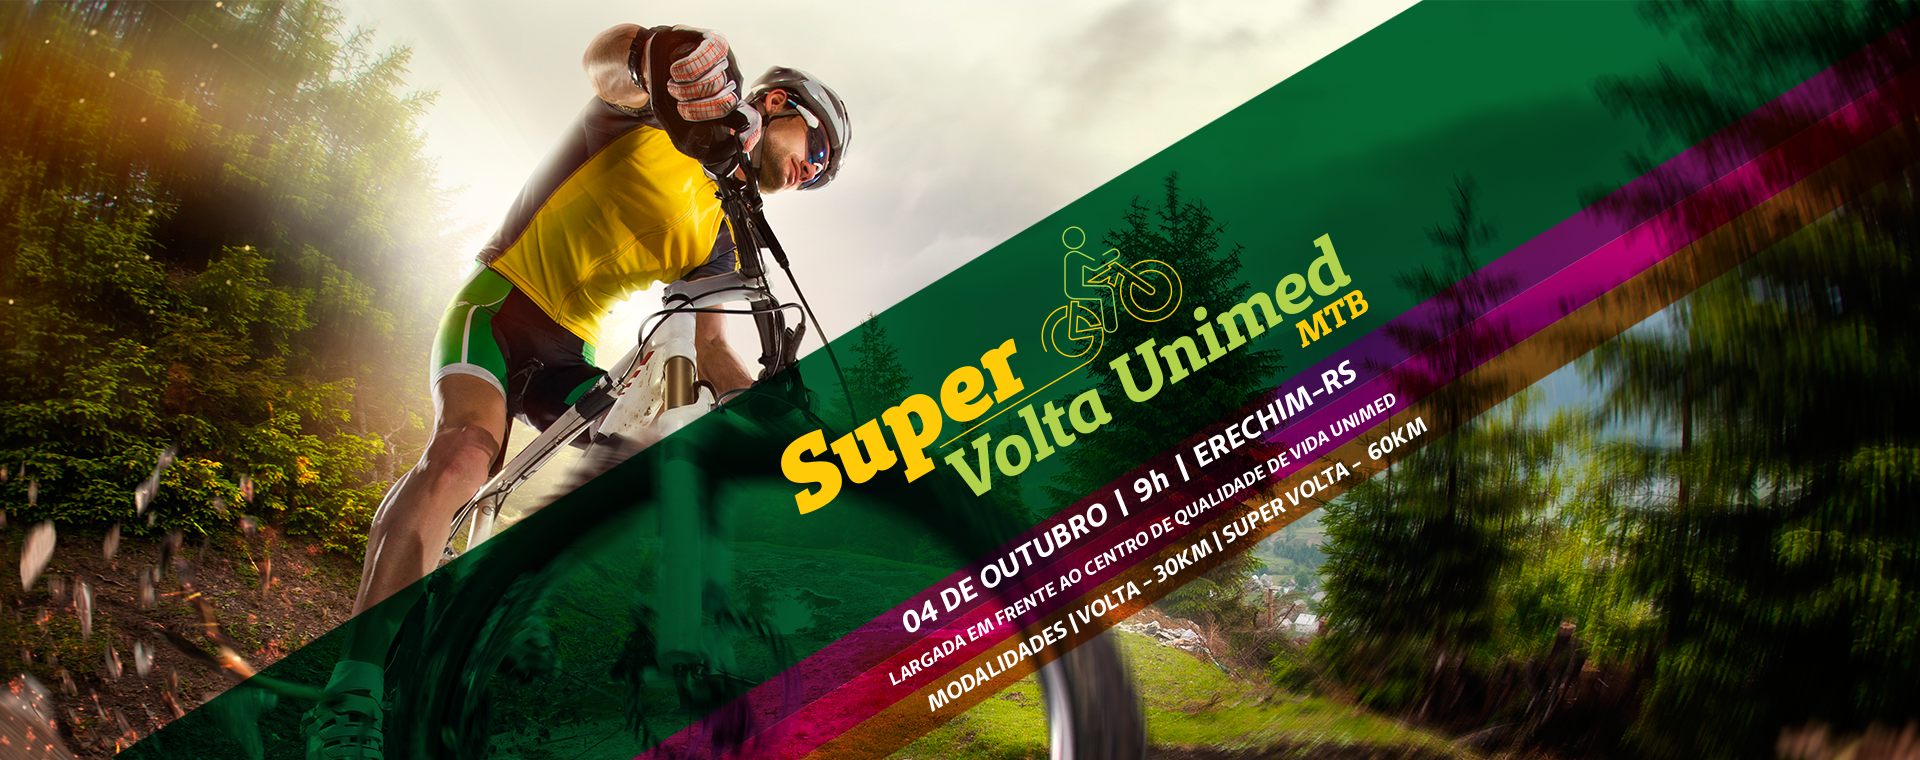 Super
Volta Unimed
MTB
04 DE OUTUBRO | 9h | ERECHIM-RS
LARGADA EM FRENTE AO CENTRO DE QUALIDADE DE VIDA UNIMED
MODALIDADES | VOLTA - 30KM | SUPER VOLTA - 60KM